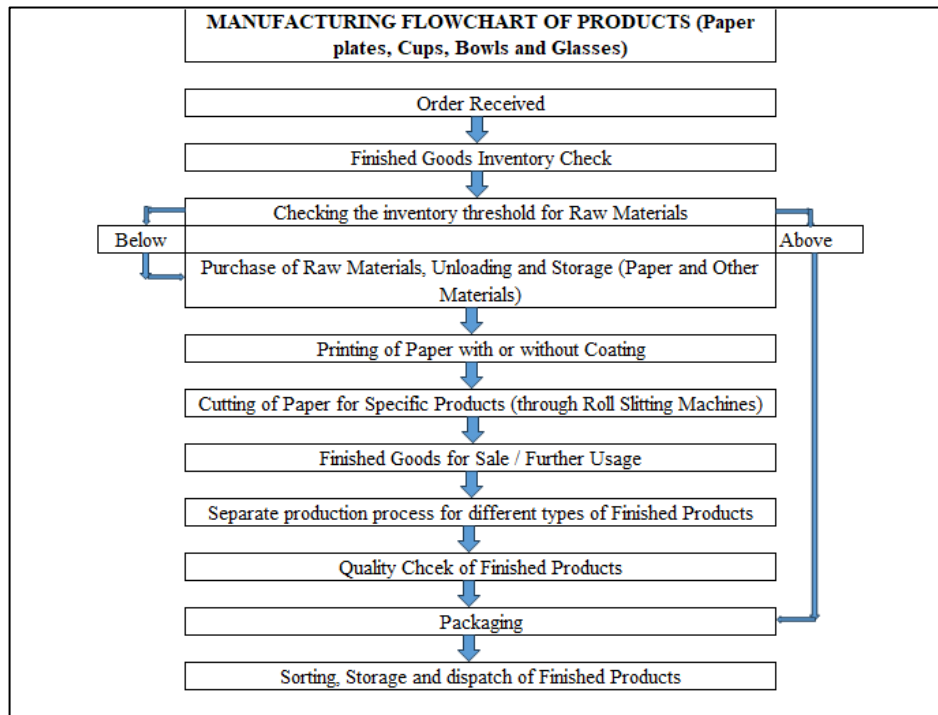 MANUFACTURING FLOWCHART OF PRODUCTS (Paper
plates, Cups, Bowls and Glasses)
Order Received
Finished Goods Inventory Check
Checking the inventory threshold for Raw Materials
Below
Above
Purchase of Raw Materials, Unloading and Storage (Paper and Other
Materials)
Printing of Paper with or without Coating
Cutting of Paper for Specific Products (through Roll Slitting Machines)
Finished Goods for Sale / Further Usage
Separate production process for different types of Finished Products
Quality Chcek of Finished Products
Packaging
Sorting, Storage and dispatch of Finished Products